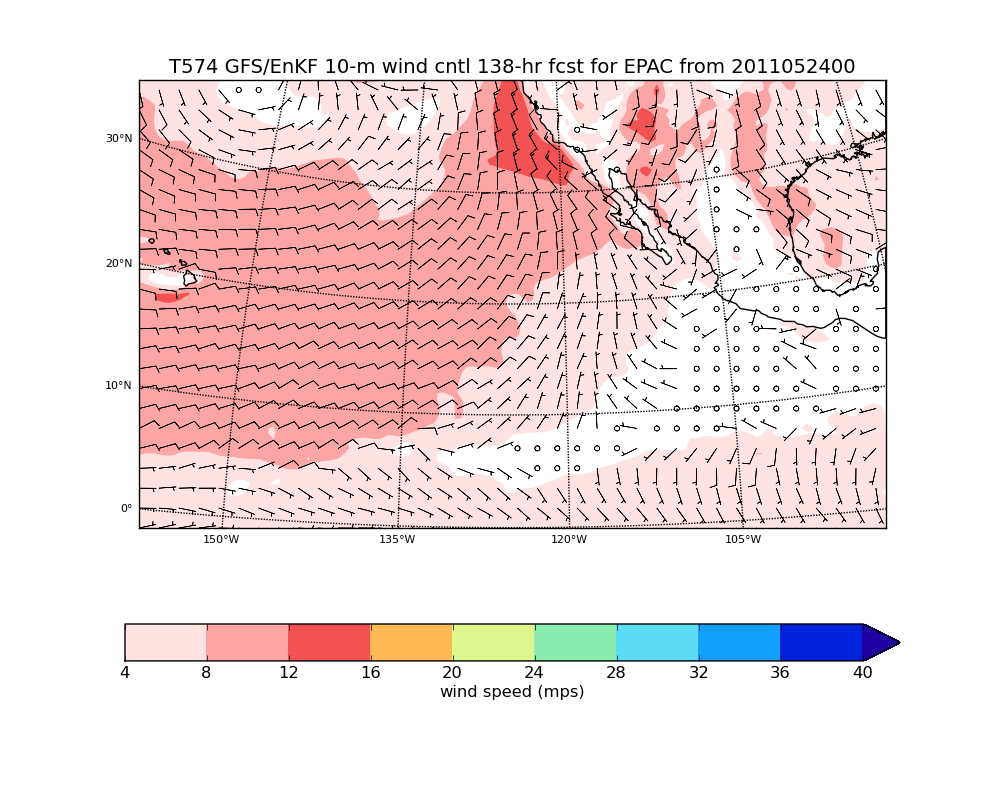 T574 GFS/EnKF 10-m wind cntl 138-hr fcst for EPAC from 2011052400
30°N
20°N
10°N
0°
150°W 135°W 120°W 105°W
4 8 12 16 20 24 28 32 36 40
wind speed (mps)